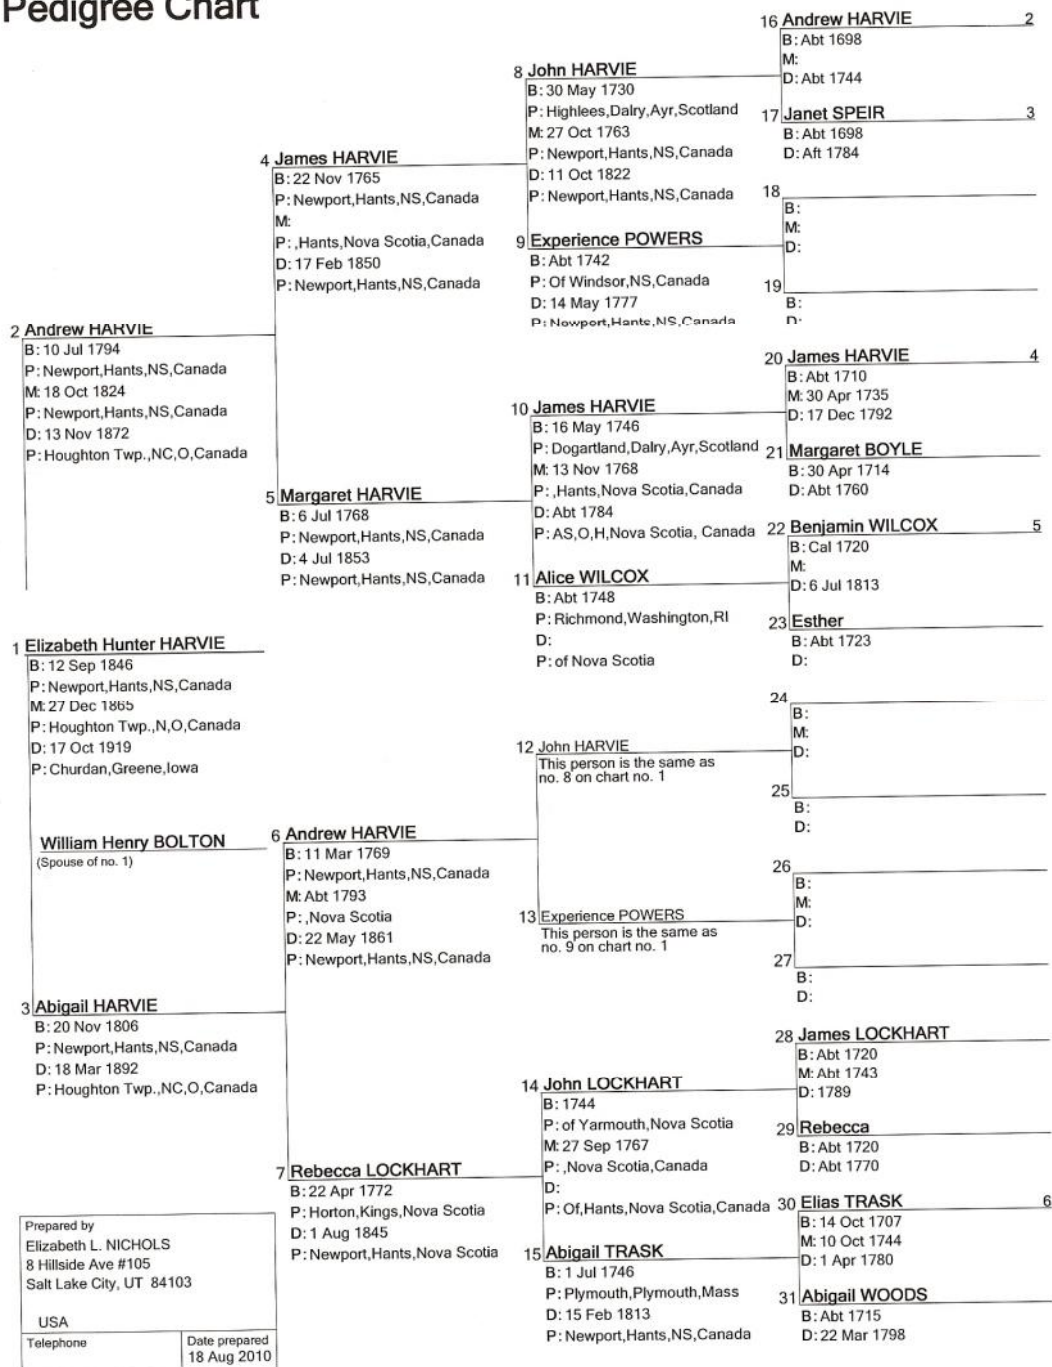 Pedigree Chart
16 Andrew HARVIE 2
B: Abt 1698
M:
D: Abt 1744
8 John HARVIE
B: 30 May 1730
P: Highlees,Dalry,Ayr,Scotland
M: 27 Oct 1763
P: Newport,Hants,NS,Canada
D: 11 Oct 1822
P: Newport,Hants,NS,Canada
17 Janet SPEIR 3
B: Abt 1698
D: Aft 1784
4 James HARVIE
B: 22 Nov 1765
P: Newport,Hants,NS,Canada
M:
P: ,Hants,Nova Scotia,Canada
D: 17 Feb 1850
P: Newport,Hants,NS,Canada
18
B:
M:
D:
9 Experience POWERS
B: Abt 1742
P: Of Windsor,NS,Canada
D: 14 May 1777
P: Newport,Hants,NS,Canada
19
B:
D:
2 Andrew HARVIE
B: 10 Jul 1794
P: Newport,Hants,NS,Canada
M: 18 Oct 1824
P: Newport,Hants,NS,Canada
D: 13 Nov 1872
P: Houghton Twp.,NC,O,Canada
20 James HARVIE 4
B: Abt 1710
M: 30 Apr 1735
D: 17 Dec 1792
10 James HARVIE
B: 16 May 1746
P: Dogartland,Dalry,Ayr,Scotland
M: 13 Nov 1768
P: ,Hants,Nova Scotia,Canada
D: Abt 1784
P: AS,O,H,Nova Scotia, Canada
21 Margaret BOYLE
B: 30 Apr 1714
D: Abt 1760
5 Margaret HARVIE
B: 6 Jul 1768
P: Newport,Hants,NS,Canada
D: 4 Jul 1853
P: Newport,Hants,NS,Canada
22 Benjamin WILCOX 5
B: Cal 1720
M:
D: 6 Jul 1813
11 Alice WILCOX
B: Abt 1748
P: Richmond,Washington,RI
D:
P: of Nova Scotia
23 Esther
B: Abt 1723
D:
1 Elizabeth Hunter HARVIE
B: 12 Sep 1846
P: Newport,Hants,NS,Canada
M: 27 Dec 1865
P: Houghton Twp.,N,O,Canada
D: 17 Oct 1919
P: Churdan,Greene,Iowa
24
B:
M:
D:
12 John HARVIE
This person is the same as
no. 8 on chart no. 1
25
B:
D:
William Henry BOLTON
(Spouse of no. 1)
6 Andrew HARVIE
B: 11 Mar 1769
P: Newport,Hants,NS,Canada
M: Abt 1793
P: ,Nova Scotia
D: 22 May 1861
P: Newport,Hants,NS,Canada
26
B:
M:
D:
13 Experience POWERS
This person is the same as
no. 9 on chart no. 1
27
B:
D:
3 Abigail HARVIE
B: 20 Nov 1806
P: Newport,Hants,NS,Canada
D: 18 Mar 1892
P: Houghton Twp.,NC,O,Canada
28 James LOCKHART
B: Abt 1720
M: Abt 1743
D: 1789
14 John LOCKHART
B: 1744
P: of Yarmouth,Nova Scotia
M: 27 Sep 1767
P: ,Nova Scotia,Canada
D:
P: Of,Hants,Nova Scotia,Canada
29 Rebecca
B: Abt 1720
D: Abt 1770
7 Rebecca LOCKHART
B: 22 Apr 1772
P: Horton,Kings,Nova Scotia
D: 1 Aug 1845
P: Newport,Hants,Nova Scotia
30 Elias TRASK 6
B: 14 Oct 1707
M: 10 Oct 1744
D: 1 Apr 1780
15 Abigail TRASK
B: 1 Jul 1746
P: Plymouth,Plymouth,Mass
D: 15 Feb 1813
P: Newport,Hants,NS,Canada
31 Abigail WOODS
B: Abt 1715
D: 22 Mar 1798
Prepared by
Elizabeth L. NICHOLS
8 Hillside Ave #105
Salt Lake City, UT 84103
USA
Telephone
Date prepared
18 Aug 2010